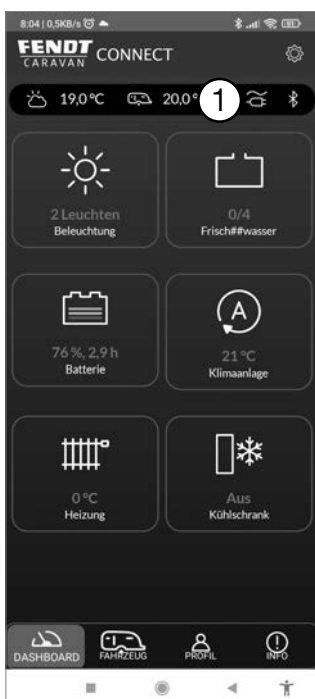 8:04 | 0,5KB/s
FENDT CONNECT
CARAVAN
19,0 °C 20,0° 1
2 Leuchten
Beleuchtung
0/4
Frisch##wasser
76 %, 2,9 h
Batterie
A
21 °C
Klimaanlage
0 °C
Heizung
Aus
Kühlschrank
DASHBOARD FAHRZEUG PROFIL INFO